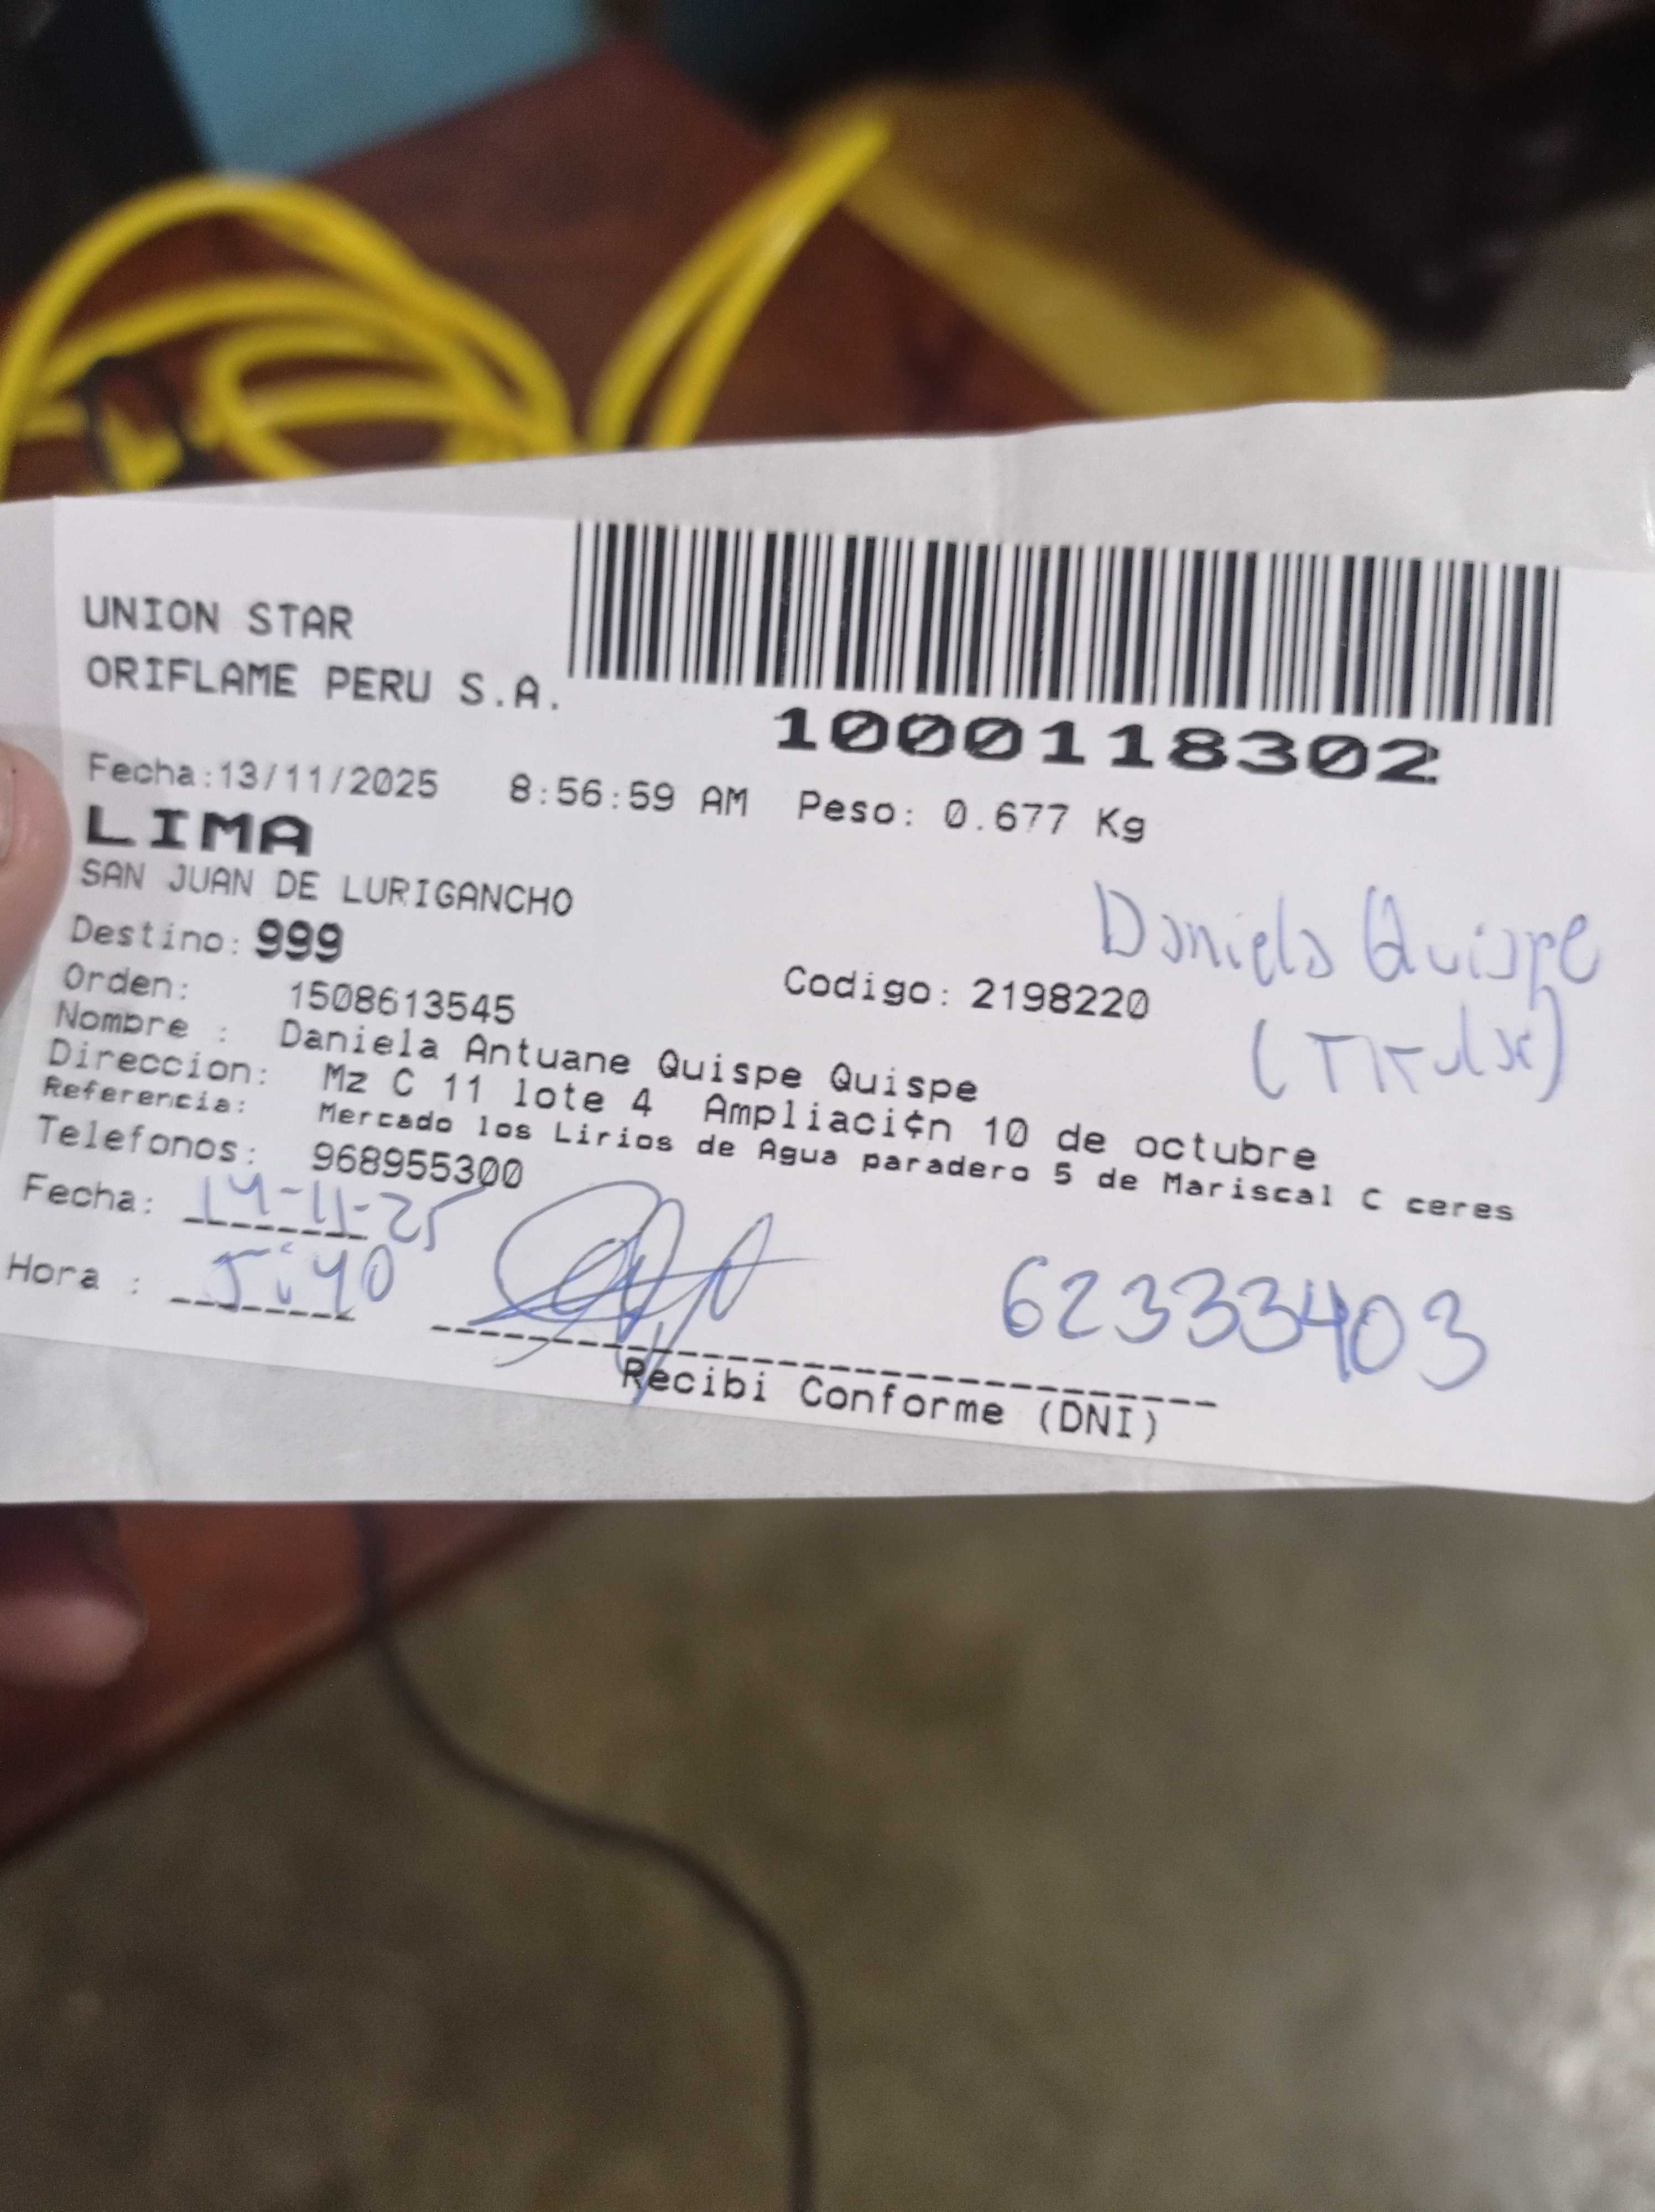 UNION STAR
ORIFLAME PERU S.A.
1000118302
Fecha:13/11/2025 8:56:59 AM Peso: 0.677 Kg
LIMA
SAN JUAN DE LURIGANCHO
Destino: 999
Daniela Quispe
(Titular)
Orden: 1508613545 Codigo: 2198220
Nombre : Daniela Antuane Quispe Quispe
Direccion: Mz C 11 lote 4 Ampliaci¢n 10 de octubre
Referencia: Mercado los Lirios de Agua paradero 5 de Mariscal C ceres
Telefonos: 968955300
Fecha: 14-11-25
Hora : 5:40
62333403
Recibi Conforme (DNI)